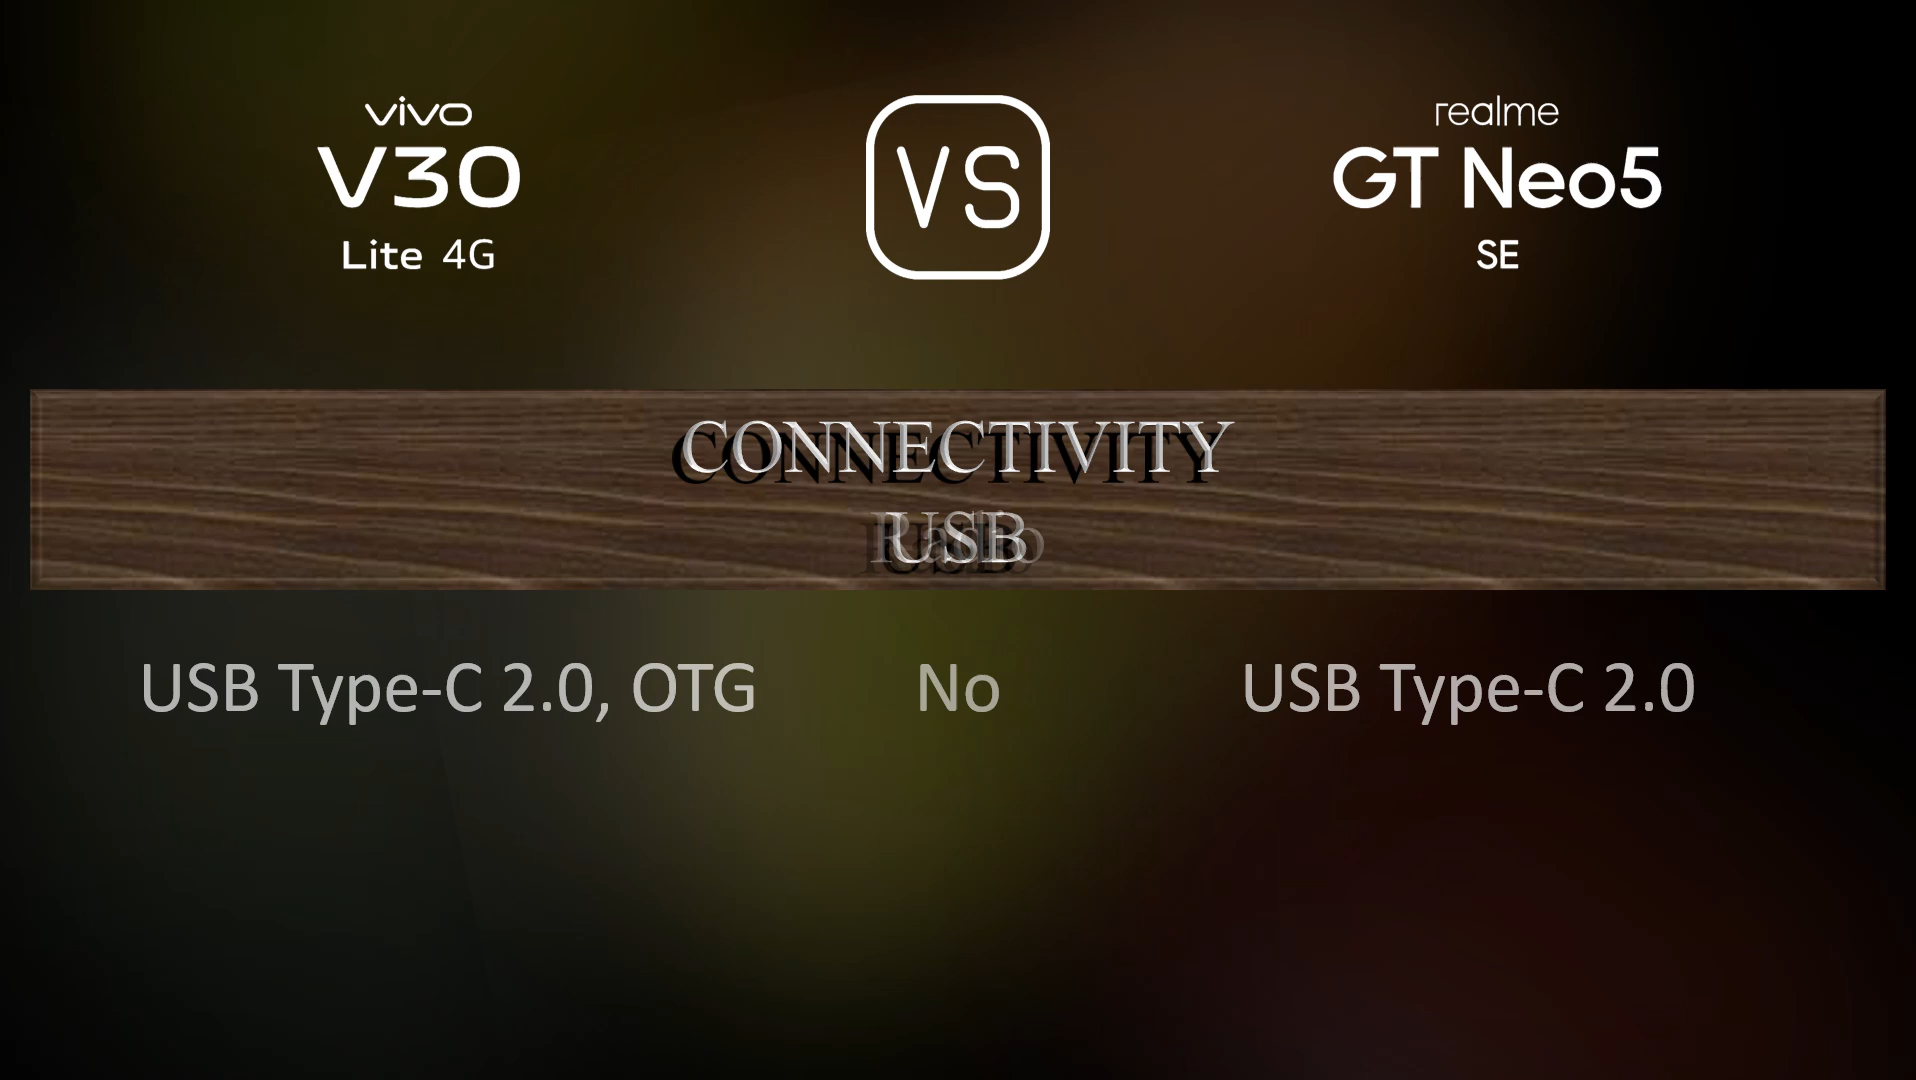 vivo
V30
Lite 4G
VS
realme
GT Neo5
SE
CONNECTIVITY
Radio
USB
USB Type-C 2.0, OTG
No
USB Type-C 2.0